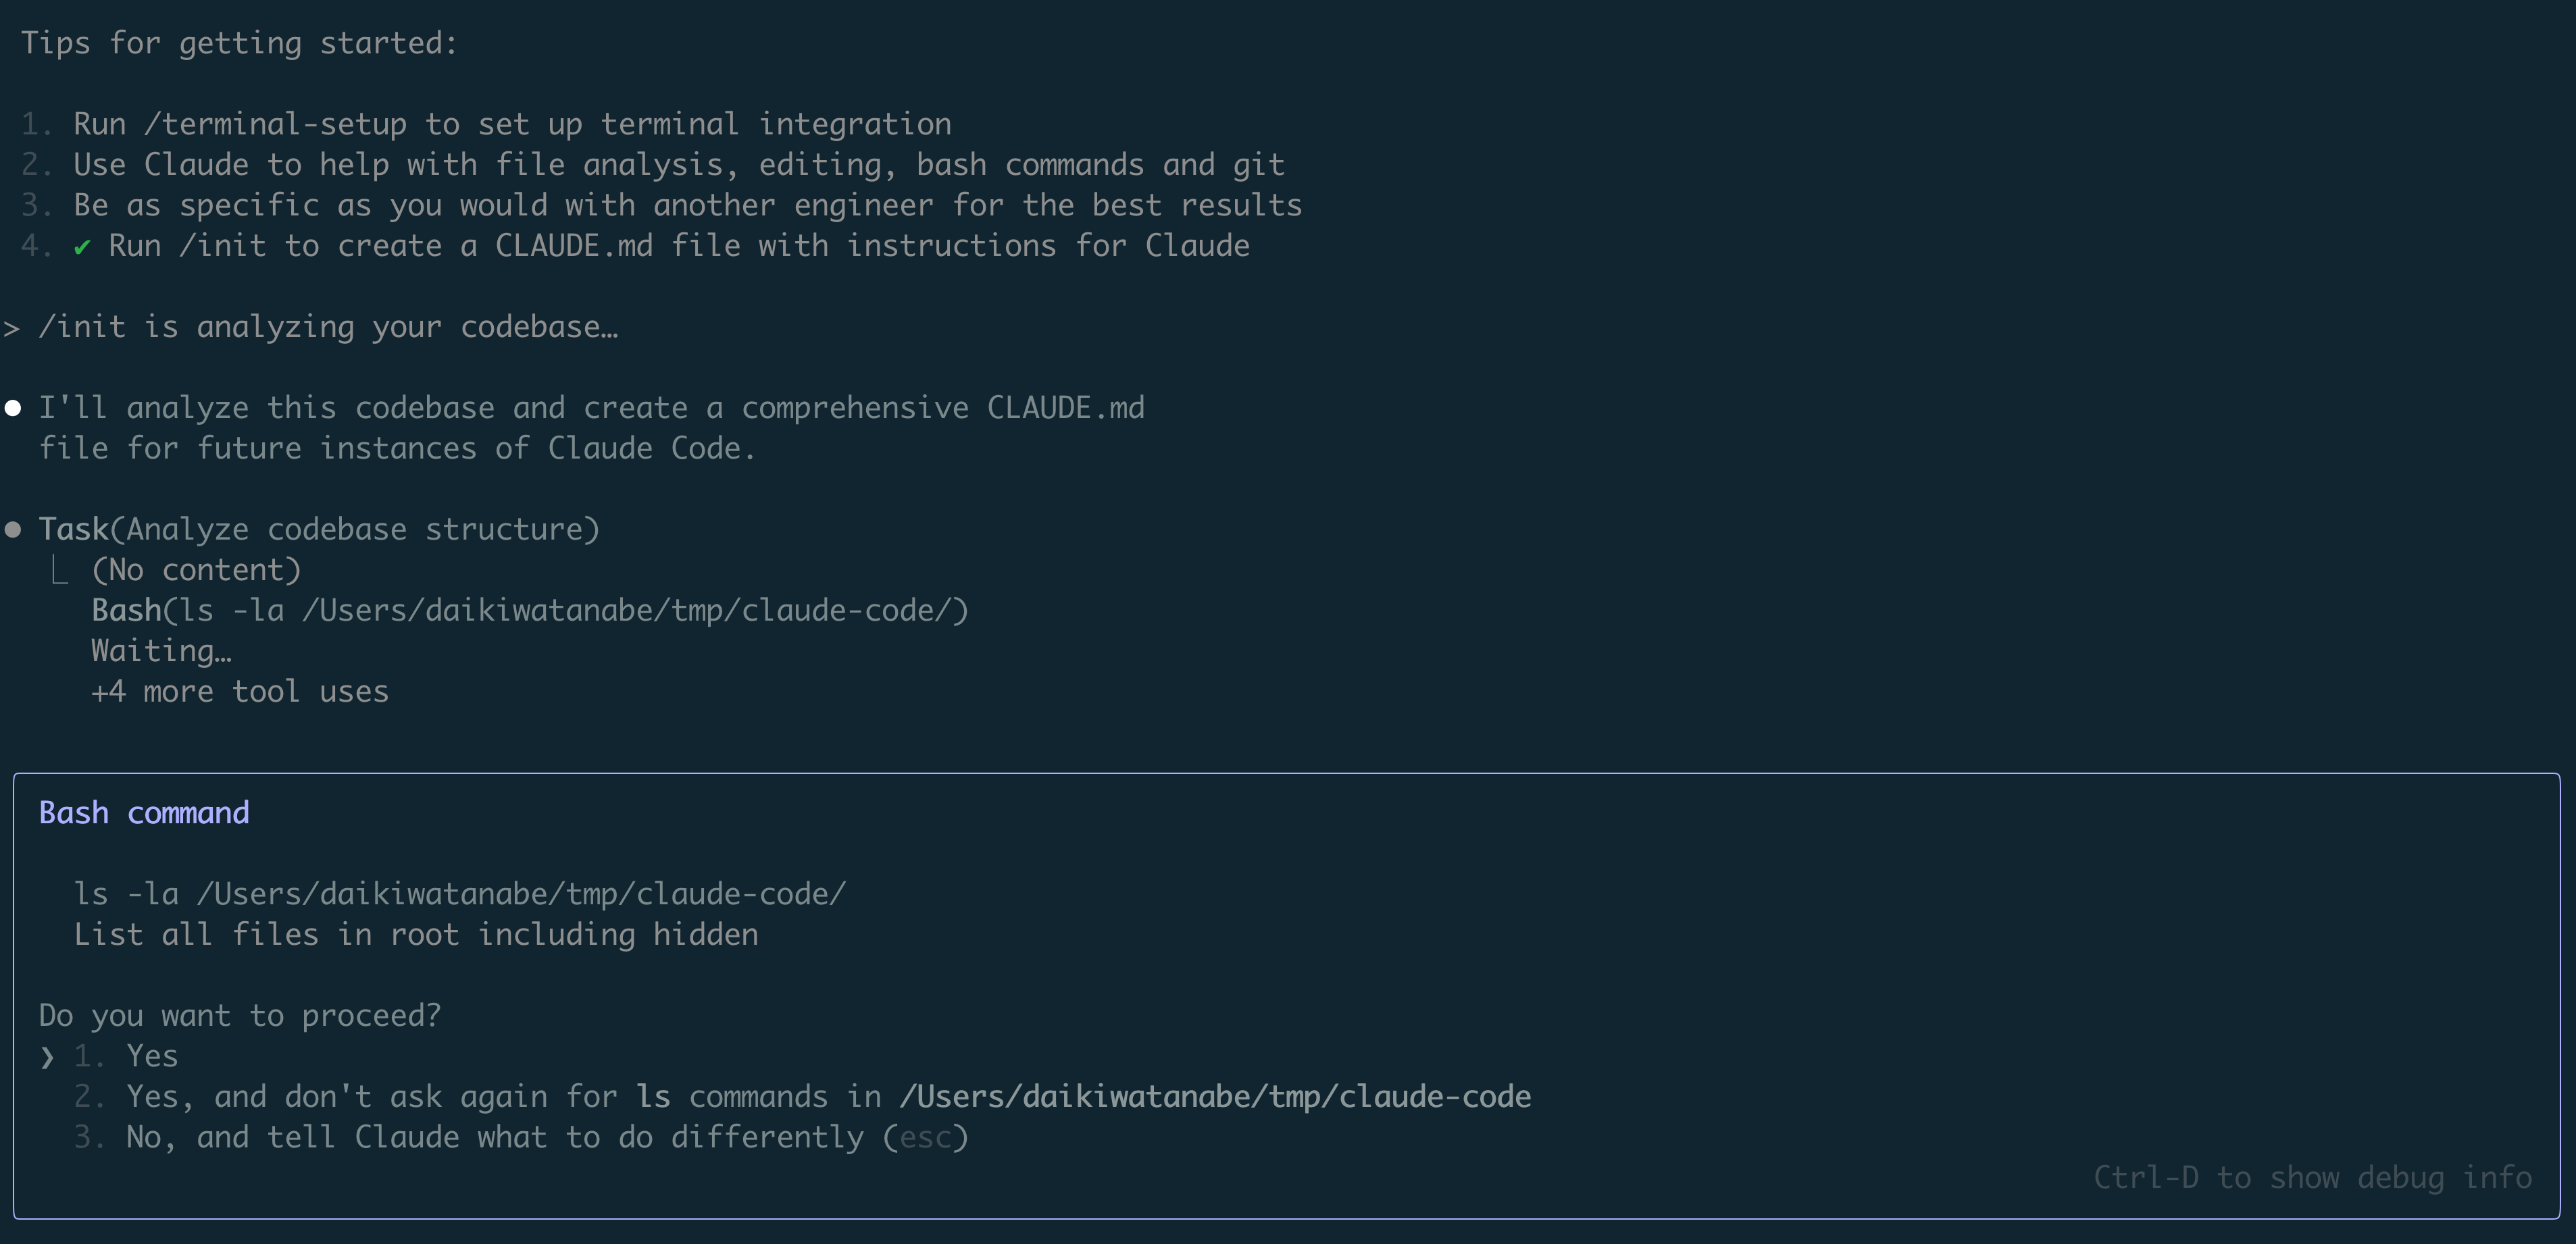 Tips for getting started:
1. Run /terminal-setup to set up terminal integration
2. Use Claude to help with file analysis, editing, bash commands and git
3. Be as specific as you would with another engineer for the best results
4. ✔ Run /init to create a CLAUDE.md file with instructions for Claude
> /init is analyzing your codebase…
● I'll analyze this codebase and create a comprehensive CLAUDE.md
file for future instances of Claude Code.
● Task(Analyze codebase structure)
⎿ (No content)
Bash(ls -la /Users/daikiwatanabe/tmp/claude-code/)
Waiting…
+4 more tool uses
Bash command
ls -la /Users/daikiwatanabe/tmp/claude-code/
List all files in root including hidden
Do you want to proceed?
❯ 1. Yes
2. Yes, and don't ask again for ls commands in /Users/daikiwatanabe/tmp/claude-code
3. No, and tell Claude what to do differently (esc)
Ctrl-D to show debug info